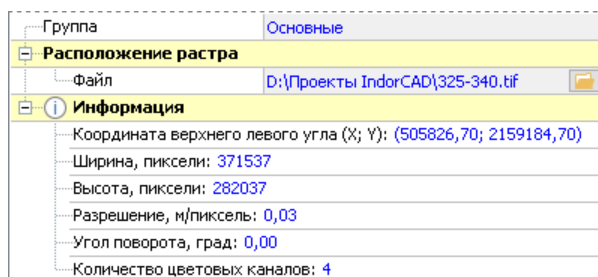 Группа Основные
Расположение растра
Файл D:\Проекты IndorCAD\325-340.tif
Информация
Координата верхнего левого угла (X; Y): (505826,70; 2159184,70)
Ширина, пиксели: 371537
Высота, пиксели: 282037
Разрешение, м/пиксель: 0,03
Угол поворота, град: 0,00
Количество цветовых каналов: 4